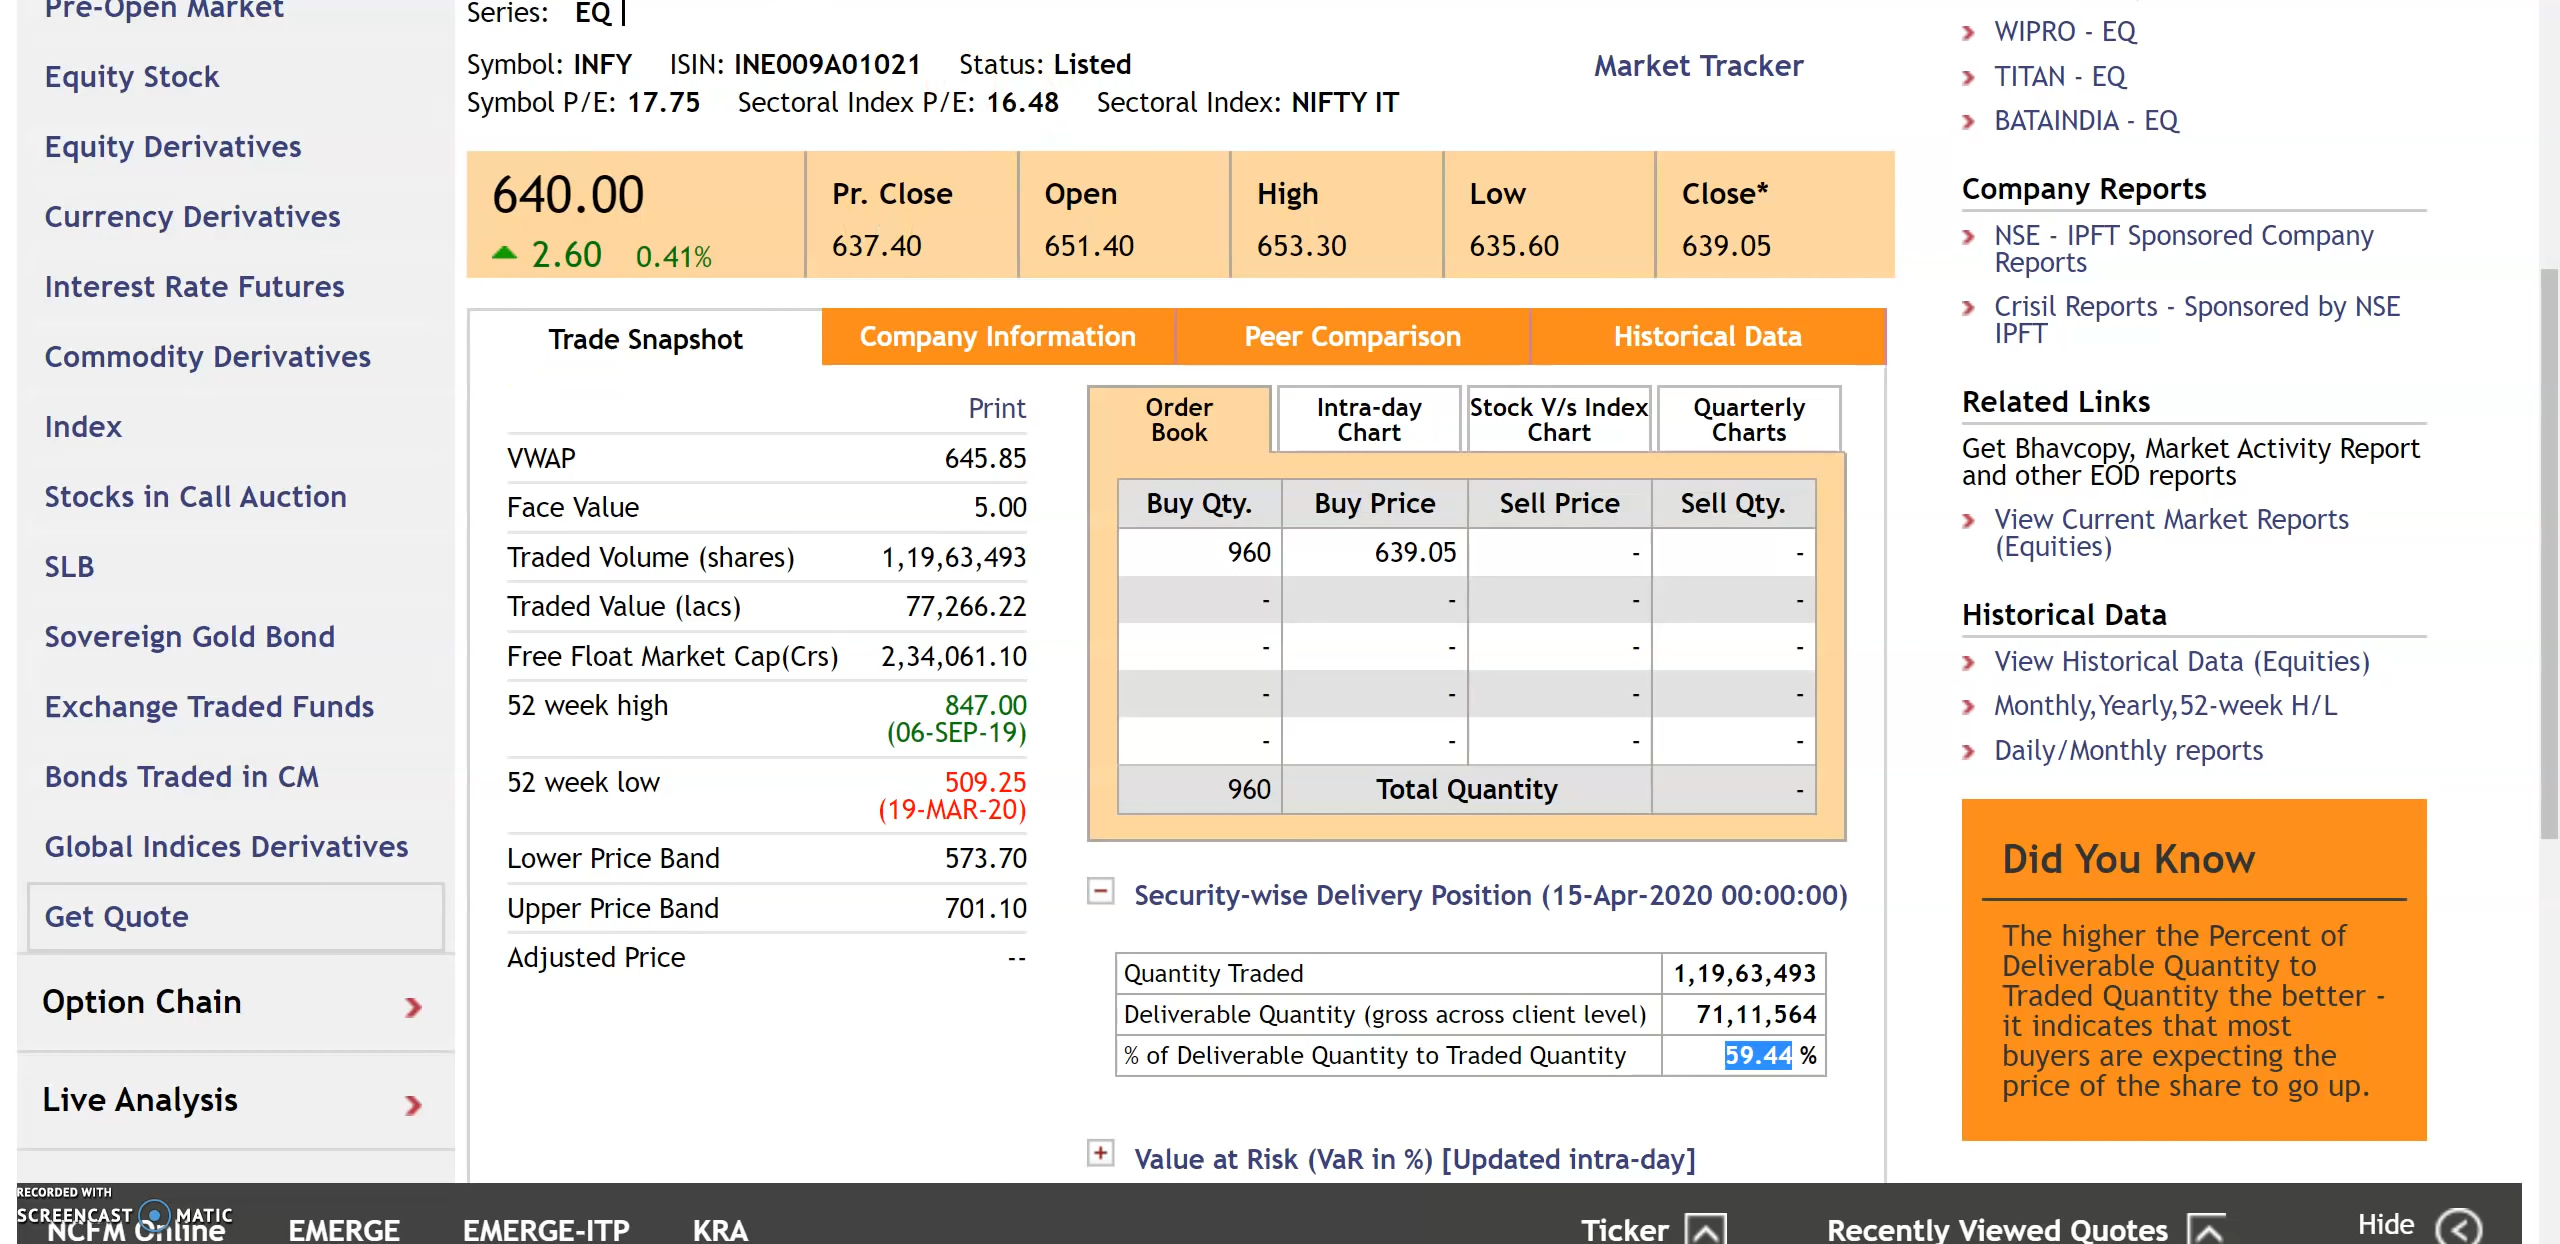 Pre-Open Market
Equity Stock
Equity Derivatives
Currency Derivatives
Interest Rate Futures
Commodity Derivatives
Index
Stocks in Call Auction
SLB
Sovereign Gold Bond
Exchange Traded Funds
Bonds Traded in CM
Global Indices Derivatives
Get Quote
Option Chain
Live Analysis
Series: EQ |
Symbol: INFY ISIN: INE009A01021 Status: Listed
Market Tracker
Symbol P/E: 17.75 Sectoral Index P/E: 16.48 Sectoral Index: NIFTY IT
640.00
2.60 0.41%
Pr. Close Open High Low Close*
637.40 651.40 653.30 635.60 639.05
Trade Snapshot Company Information Peer Comparison Historical Data
Print
VWAP 645.85
Face Value 5.00
Traded Volume (shares) 1,19,63,493
Traded Value (lacs) 77,266.22
Free Float Market Cap(Crs) 2,34,061.10
52 week high 847.00
(06-SEP-19)
52 week low 509.25
(19-MAR-20)
Lower Price Band 573.70
Upper Price Band 701.10
Adjusted Price --
Order Book
Intra-day Chart
Stock V/s Index Chart
Quarterly Charts
Buy Qty. Buy Price Sell Price Sell Qty.
960 639.05 - -
- - - -
- - - -
- - - -
- - - -
960 Total Quantity -
Security-wise Delivery Position (15-Apr-2020 00:00:00)
Quantity Traded 1,19,63,493
Deliverable Quantity (gross across client level) 71,11,564
% of Deliverable Quantity to Traded Quantity 59.44 %
Value at Risk (VaR in %) [Updated intra-day]
WIPRO - EQ
TITAN - EQ
BATAINDIA - EQ
Company Reports
NSE - IPFT Sponsored Company
Reports
Crisil Reports - Sponsored by NSE
IPFT
Related Links
Get Bhavcopy, Market Activity Report
and other EOD reports
View Current Market Reports
(Equities)
Historical Data
View Historical Data (Equities)
Monthly,Yearly,52-week H/L
Daily/Monthly reports
Did You Know
The higher the Percent of
Deliverable Quantity to
Traded Quantity the better -
it indicates that most
buyers are expecting the
price of the share to go up.
RECORDED WITH
SCREENCAST MATIC
NCFM Online EMERGE EMERGE-ITP KRA Ticker Recently Viewed Quotes Hide